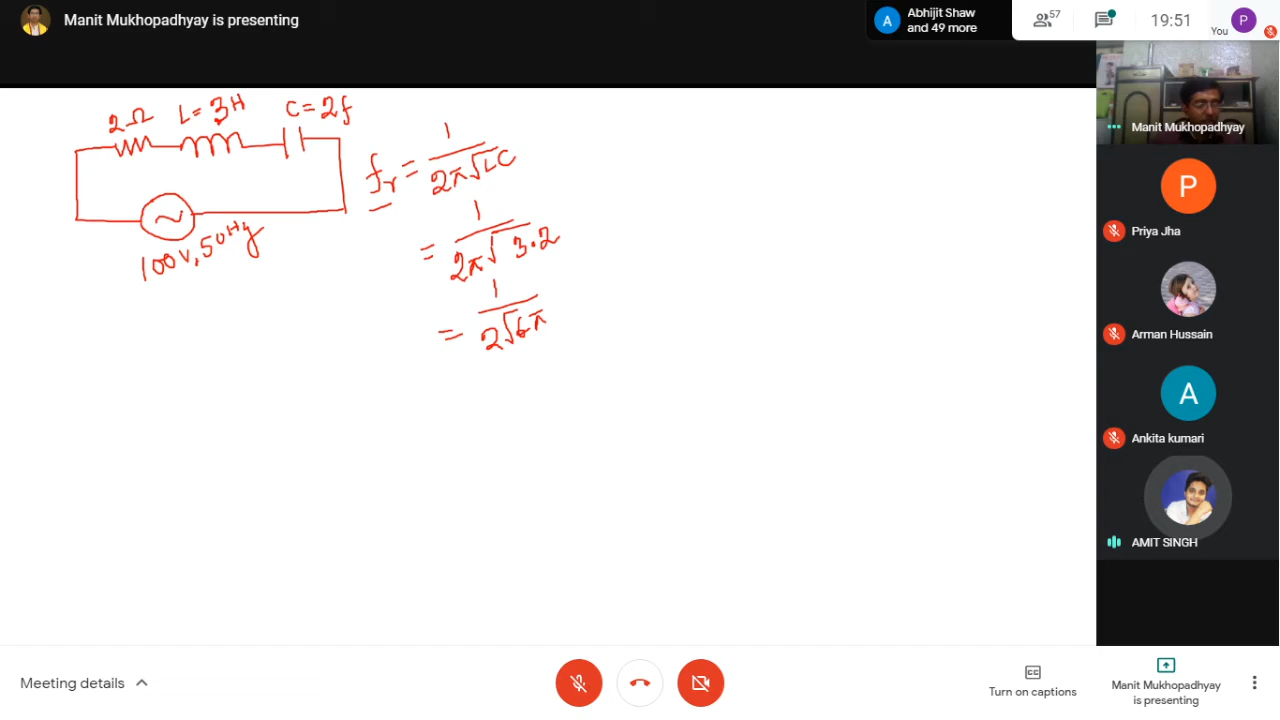 Manit Mukhopadhyay is presenting
A
Abhijit Shaw
and 49 more
57
19:51
You
P
2Ω L = 3H C = 2f
100V, 50Hz
fr = 1/2π√LC
= 1/2π√3·2
= 1/2√6π
Manit Mukhopadhyay
P
Priya Jha
Arman Hussain
A
Ankita kumari
AMIT SINGH
Meeting details
CC
Turn on captions
Manit Mukhopadhyay
is presenting